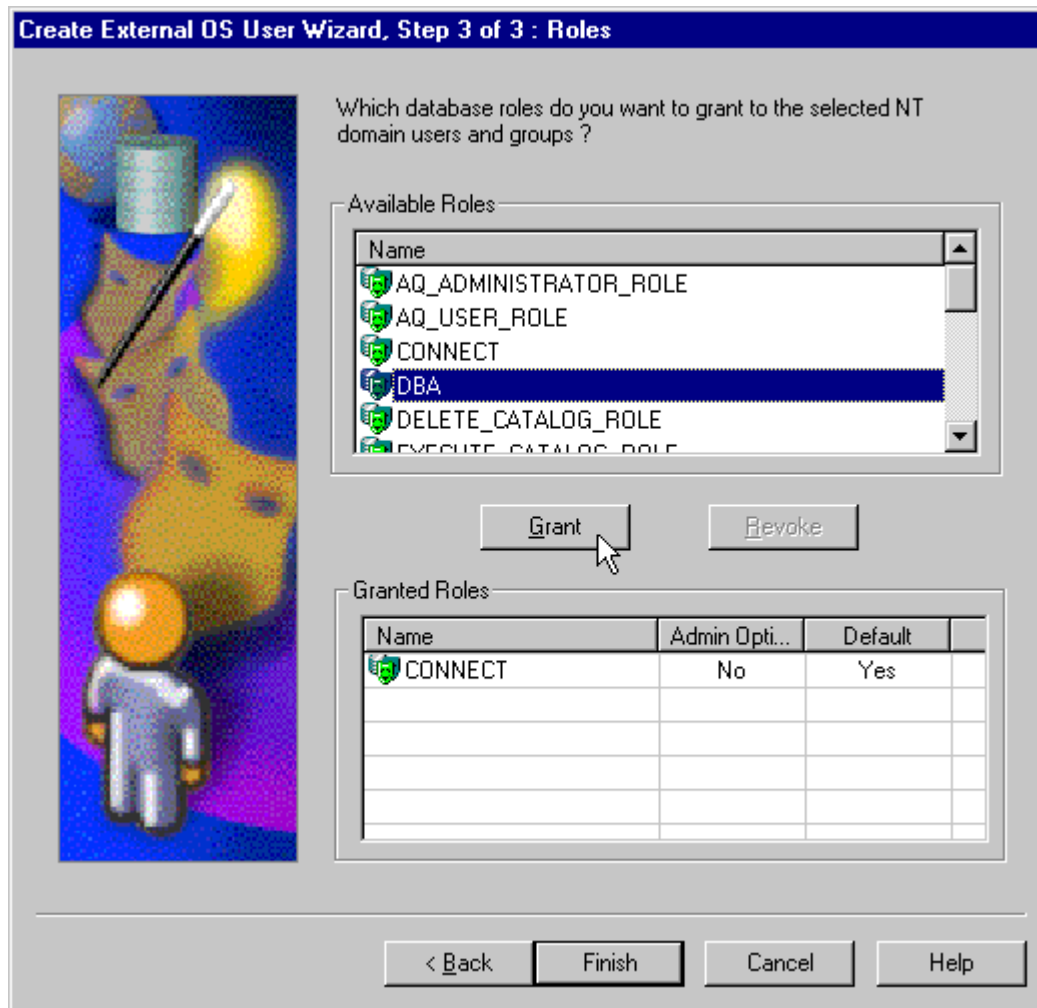 Create External OS User Wizard, Step 3 of 3 : Roles
Which database roles do you want to grant to the selected NT
domain users and groups ?
Available Roles
Name
AQ_ADMINISTRATOR_ROLE
AQ_USER_ROLE
CONNECT
DBA
DELETE_CATALOG_ROLE
EXECUTE_CATALOG_ROLE
Grant Revoke
Granted Roles
Name Admin Opti... Default
CONNECT No Yes
< Back Finish Cancel Help